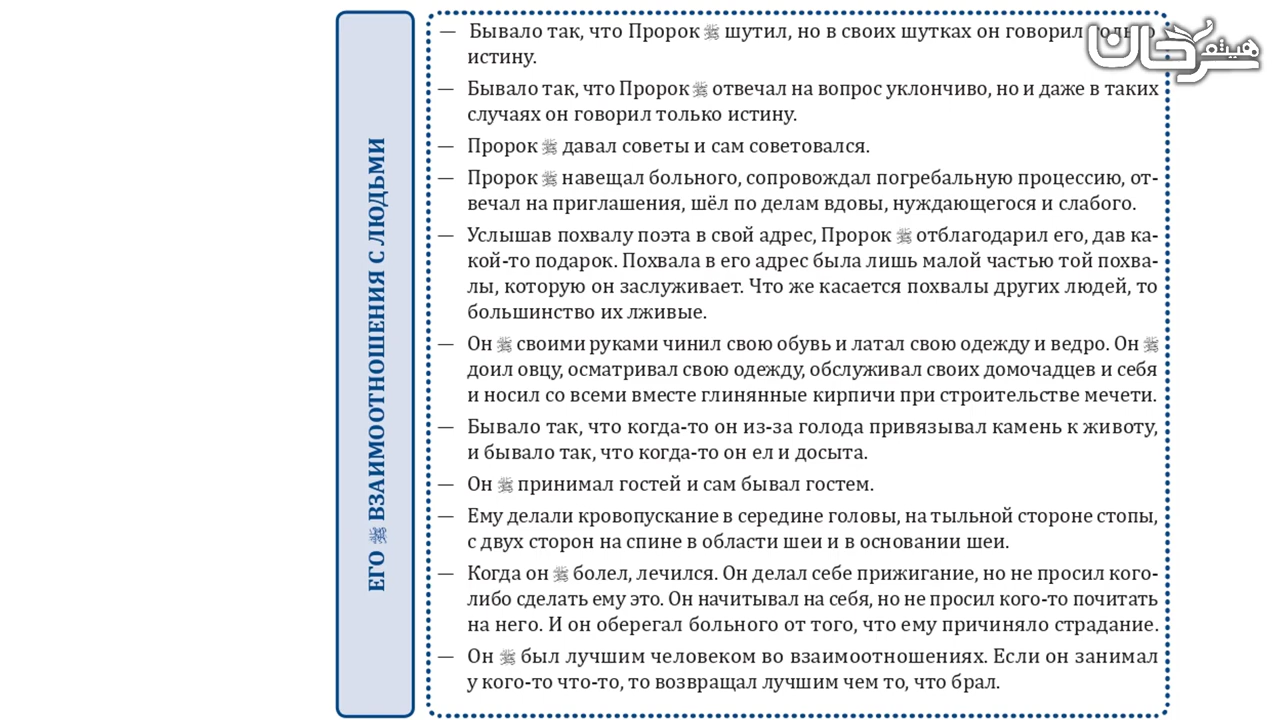 ЕГО ﷺ ВЗАИМООТНОШЕНИЯ С ЛЮДЬМИ
— Бывало так, что Пророк ﷺ шутил, но в своих шутках он говорил только
истину.
— Бывало так, что Пророк ﷺ отвечал на вопрос уклончиво, но и даже в таких
случаях он говорил только истину.
— Пророк ﷺ давал советы и сам советовался.
— Пророк ﷺ навещал больного, сопровождал погребальную процессию, от-
вечал на приглашения, шёл по делам вдовы, нуждающегося и слабого.
— Услышав похвалу поэта в свой адрес, Пророк ﷺ отблагодарил его, дав ка-
кой-то подарок. Похвала в его адрес была лишь малой частью той похва-
лы, которую он заслуживает. Что же касается похвалы других людей, то
большинство их лживые.
— Он ﷺ своими руками чинил свою обувь и латал свою одежду и ведро. Он ﷺ
доил овцу, осматривал свою одежду, обслуживал своих домочадцев и себя
и носил со всеми вместе глинянные кирпичи при строительстве мечети.
— Бывало так, что когда-то он из-за голода привязывал камень к животу,
и бывало так, что когда-то он ел и досыта.
— Он ﷺ принимал гостей и сам бывал гостем.
— Ему делали кровопускание в середине головы, на тыльной стороне стопы,
с двух сторон на спине в области шеи и в основании шеи.
— Когда он ﷺ болел, лечился. Он делал себе прижигание, но не просил кого-
либо сделать ему это. Он начитывал на себя, но не просил кого-то почитать
на него. И он оберегал больного от того, что ему причиняло страдание.
— Он ﷺ был лучшим человеком во взаимоотношениях. Если он занимал
у кого-то что-то, то возвращал лучшим чем то, что брал.